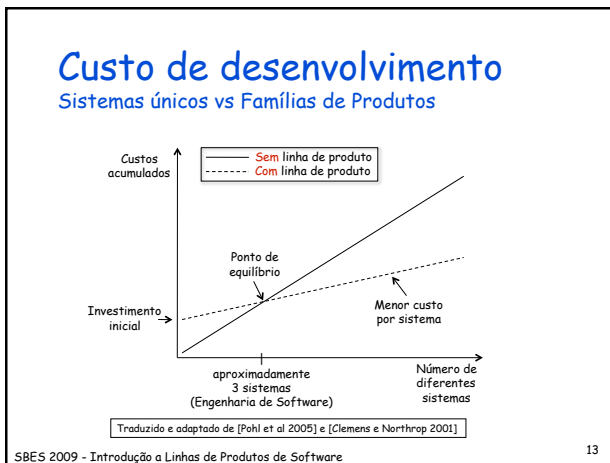 Custo de desenvolvimento
Sistemas únicos vs Famílias de Produtos
Custos
acumulados
Sem linha de produto
Com linha de produto
Ponto de
equilíbrio
Investimento
inicial
Menor custo
por sistema
aproximadamente
3 sistemas
(Engenharia de Software)
Número de
diferentes
sistemas
Traduzido e adaptado de [Pohl et al 2005] e [Clemens e Northrop 2001]
SBES 2009 - Introdução a Linhas de Produtos de Software
13